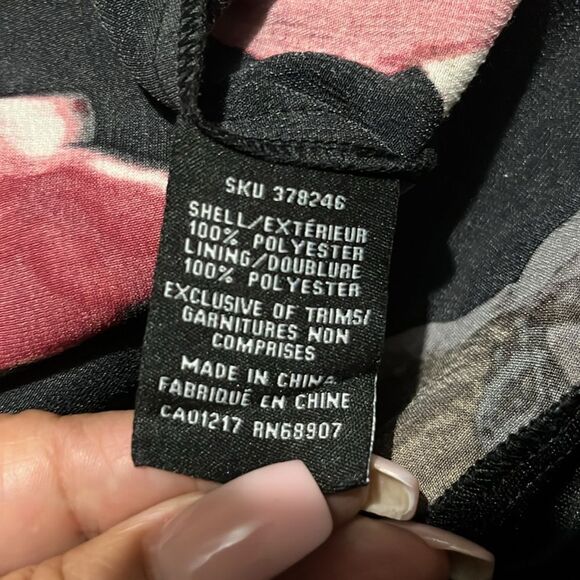 SKU 378246
SHELL/EXTÉRIEUR
100% POLYESTER
LINING/DOUBLURE
100% POLYESTER
EXCLUSIVE OF TRIMS/
GARNITURES NON
COMPRISES
MADE IN CHINA
FABRIQUÉ EN CHINE
CA01217 RN68907